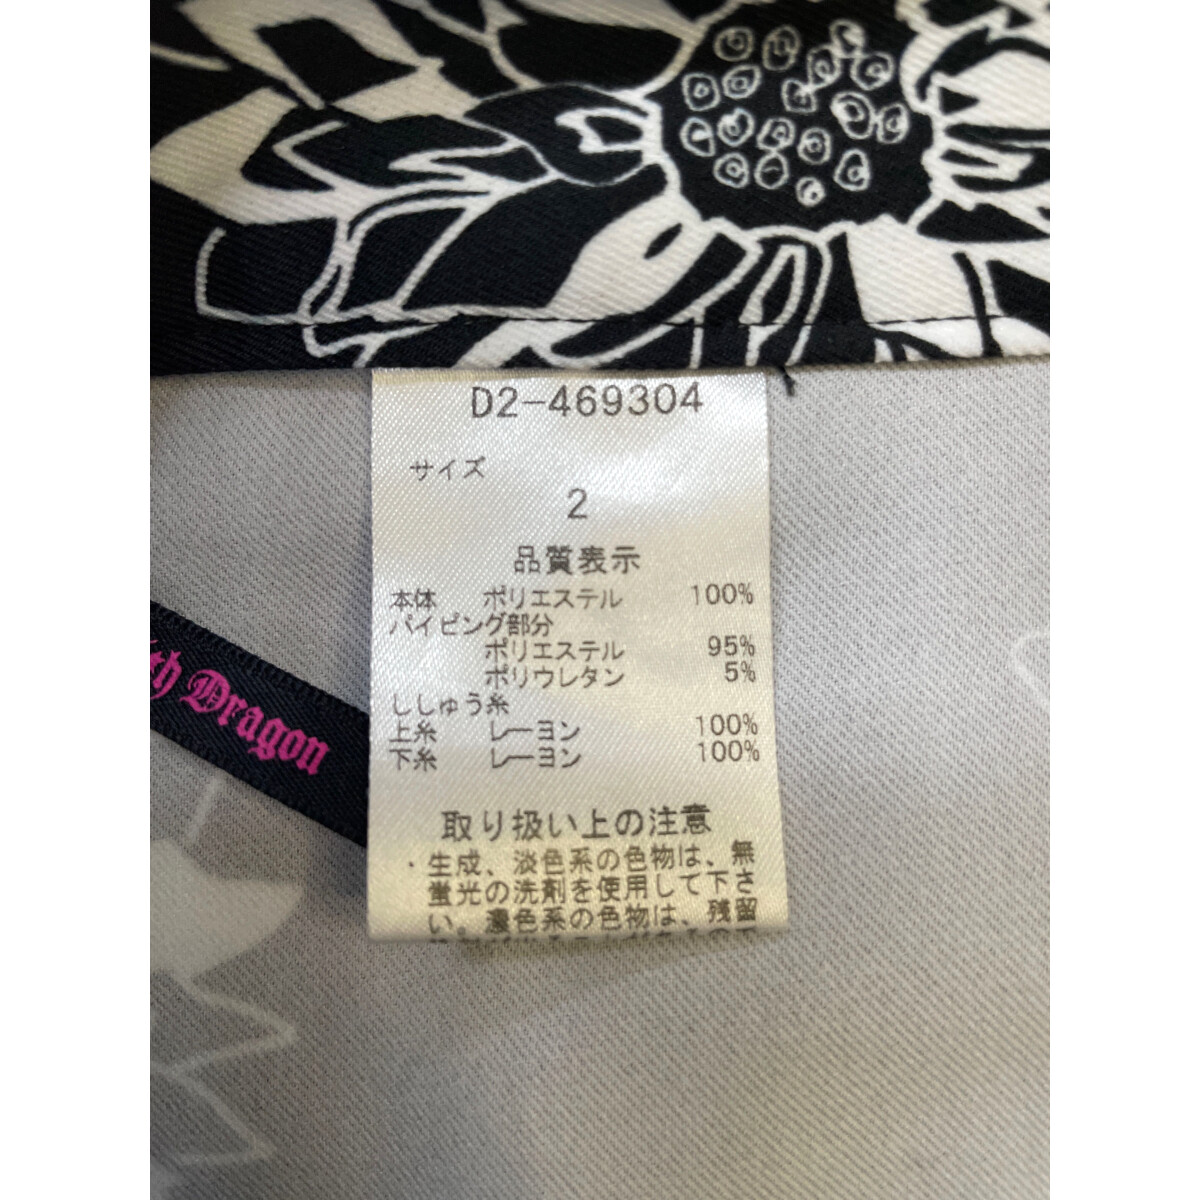 D2-469304
サイズ
2
品質表示
本体 ポリエステル 100%
パイピング部分
ポリエステル 95%
ポリウレタン 5%
ししゅう糸
上糸 レーヨン 100%
下糸 レーヨン 100%
取り扱い上の注意
・生成、淡色系の色物は、無
蛍光の洗剤を使用して下さ
い。濃色系の色物は、残留
Dragon